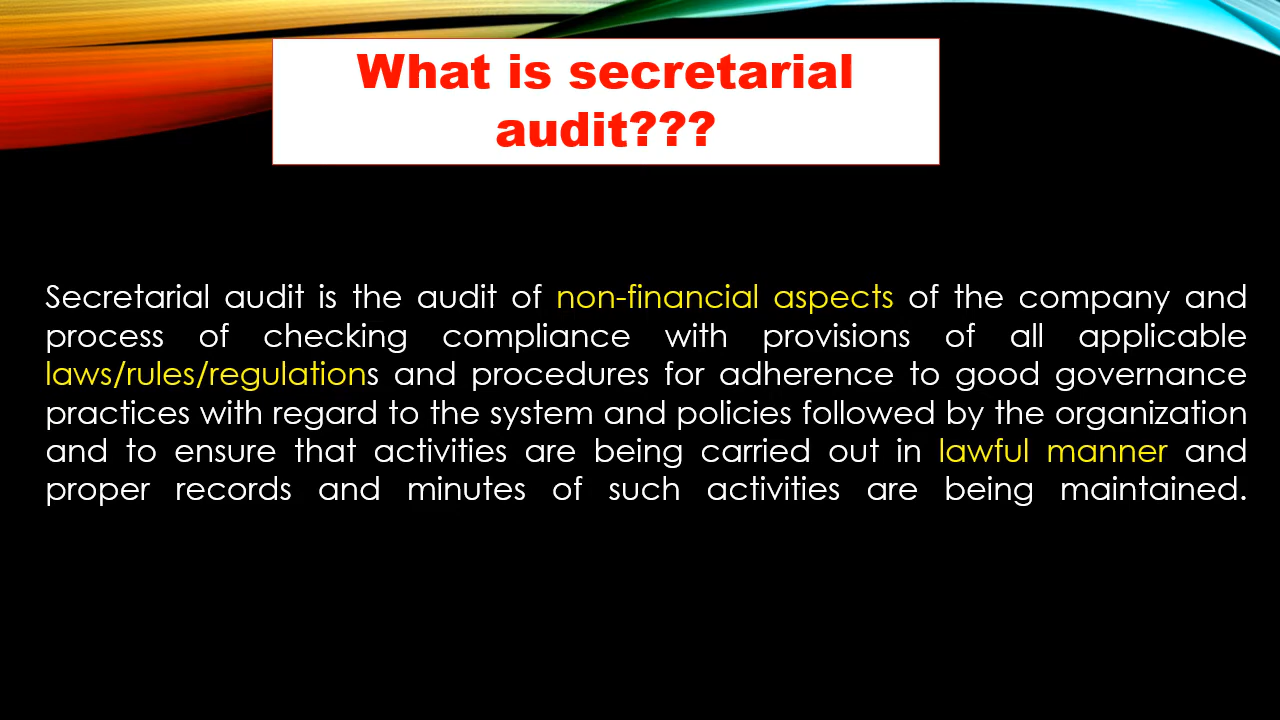 What is secretarial
audit???
Secretarial audit is the audit of non-financial aspects of the company and
process of checking compliance with provisions of all applicable
laws/rules/regulations and procedures for adherence to good governance
practices with regard to the system and policies followed by the organization
and to ensure that activities are being carried out in lawful manner and
proper records and minutes of such activities are being maintained.